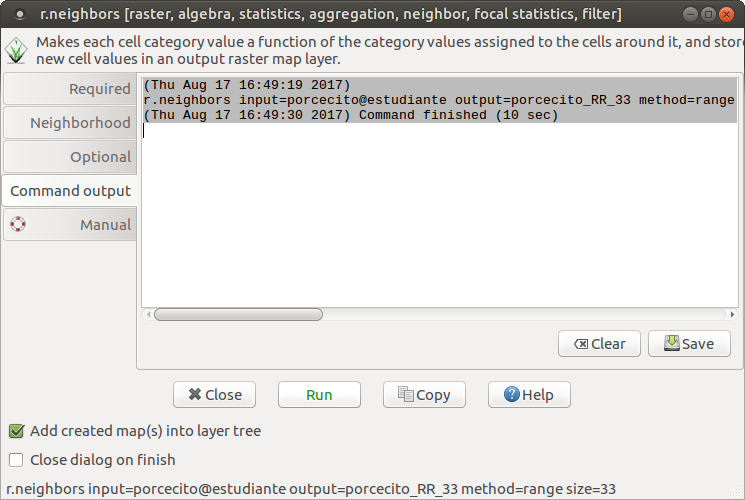 r.neighbors [raster, algebra, statistics, aggregation, neighbor, focal statistics, filter]
Makes each cell category value a function of the category values assigned to the cells around it, and store
new cell values in an output raster map layer.
Required
Neighborhood
Optional
Command output
Manual
(Thu Aug 17 16:49:19 2017)
r.neighbors input=porcecito@estudiante output=porcecito_RR_33 method=range
(Thu Aug 17 16:49:30 2017) Command finished (10 sec)
Clear
Save
Close
Run
Copy
Help
Add created map(s) into layer tree
Close dialog on finish
r.neighbors input=porcecito@estudiante output=porcecito_RR_33 method=range size=33